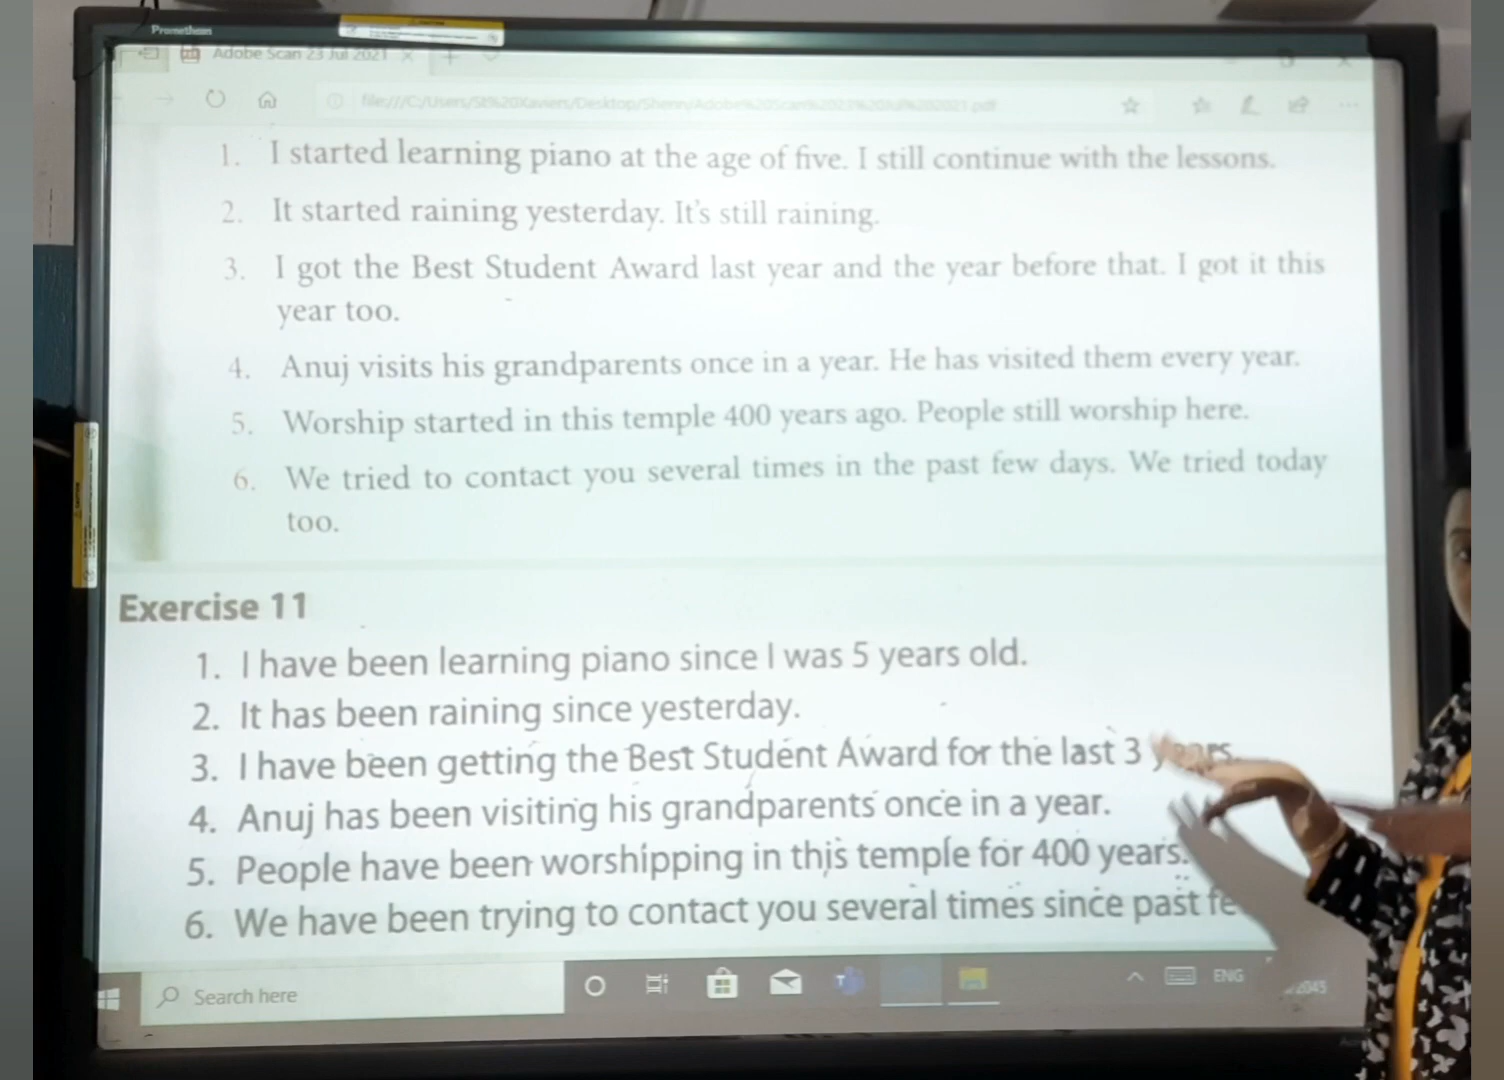 Promethean
Adobe Scan 23 Jul 2021
1. I started learning piano at the age of five. I still continue with the lessons.
2. It started raining yesterday. It's still raining.
3. I got the Best Student Award last year and the year before that. I got it this
year too.
4. Anuj visits his grandparents once in a year. He has visited them every year.
5. Worship started in this temple 400 years ago. People still worship here.
6. We tried to contact you several times in the past few days. We tried today
too.
Exercise 11
1. I have been learning piano since I was 5 years old.
2. It has been raining since yesterday.
3. I have been getting the Best Student Award for the last 3 years.
4. Anuj has been visiting his grandparents once in a year.
5. People have been worshipping in this temple for 400 years.
6. We have been trying to contact you several times since past
Search here
ENG